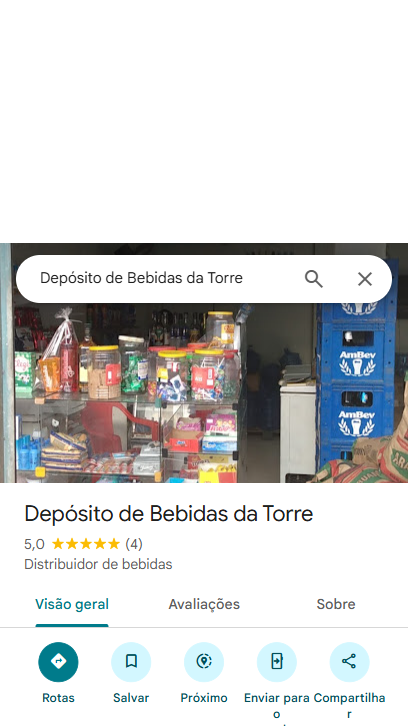 Depósito de Bebidas da Torre
AmBev
AmBev
Depósito de Bebidas da Torre
5,0 (4)
Distribuidor de bebidas
Visão geral Avaliações Sobre
Rotas Salvar Próximo Enviar para o Compartilhar